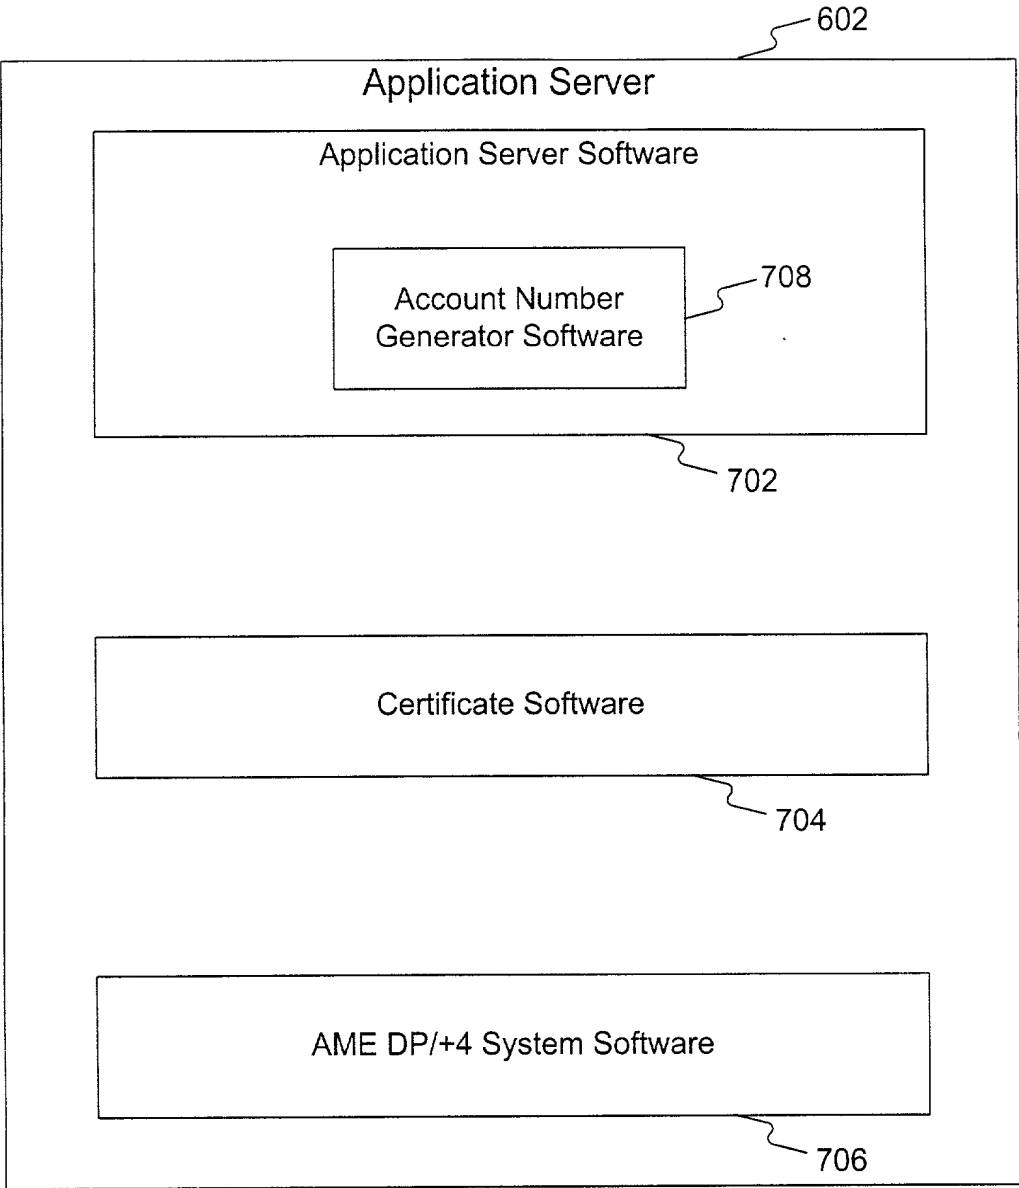 602
Application Server
Application Server Software
708
Account Number
Generator Software
702
Certificate Software
704
AME DP/+4 System Software
706